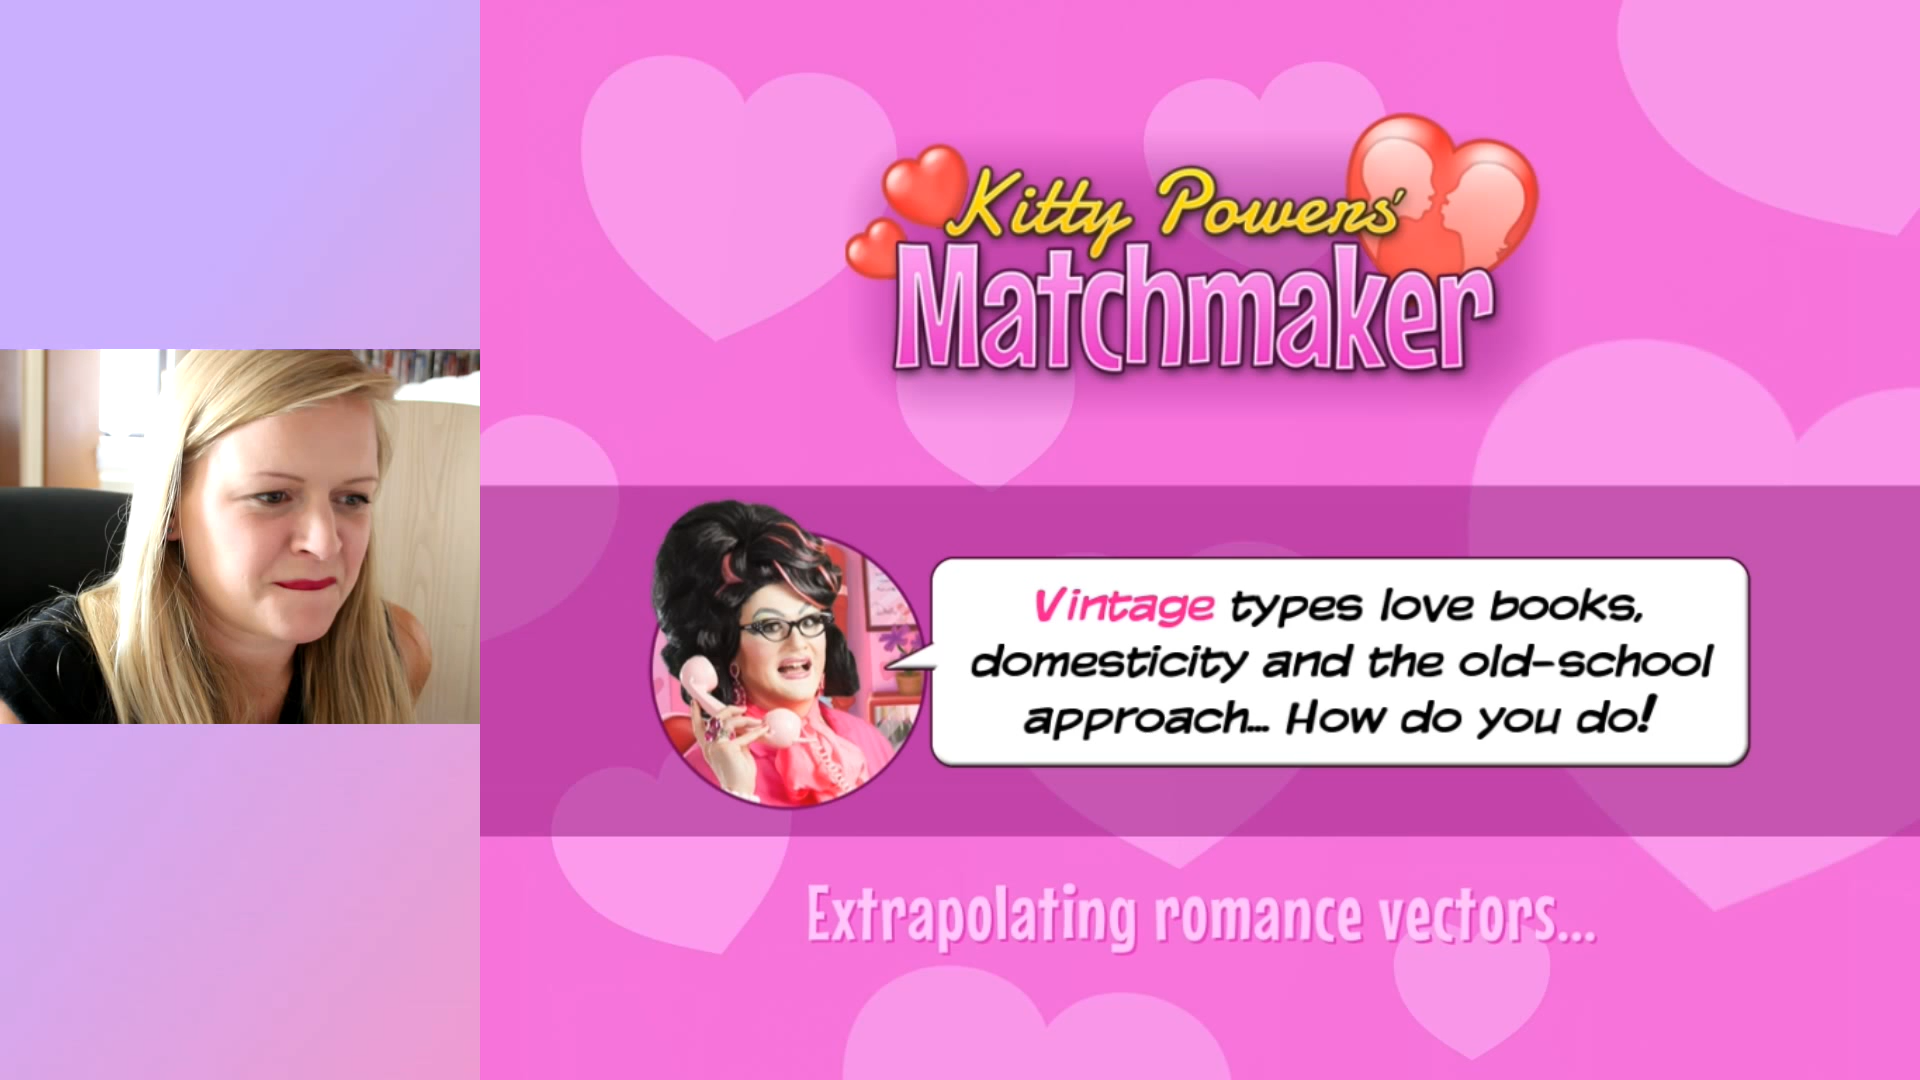 Kitty Powers'
Matchmaker
Vintage types love books,
domesticity and the old-school
approach... How do you do!
Extrapolating romance vectors...